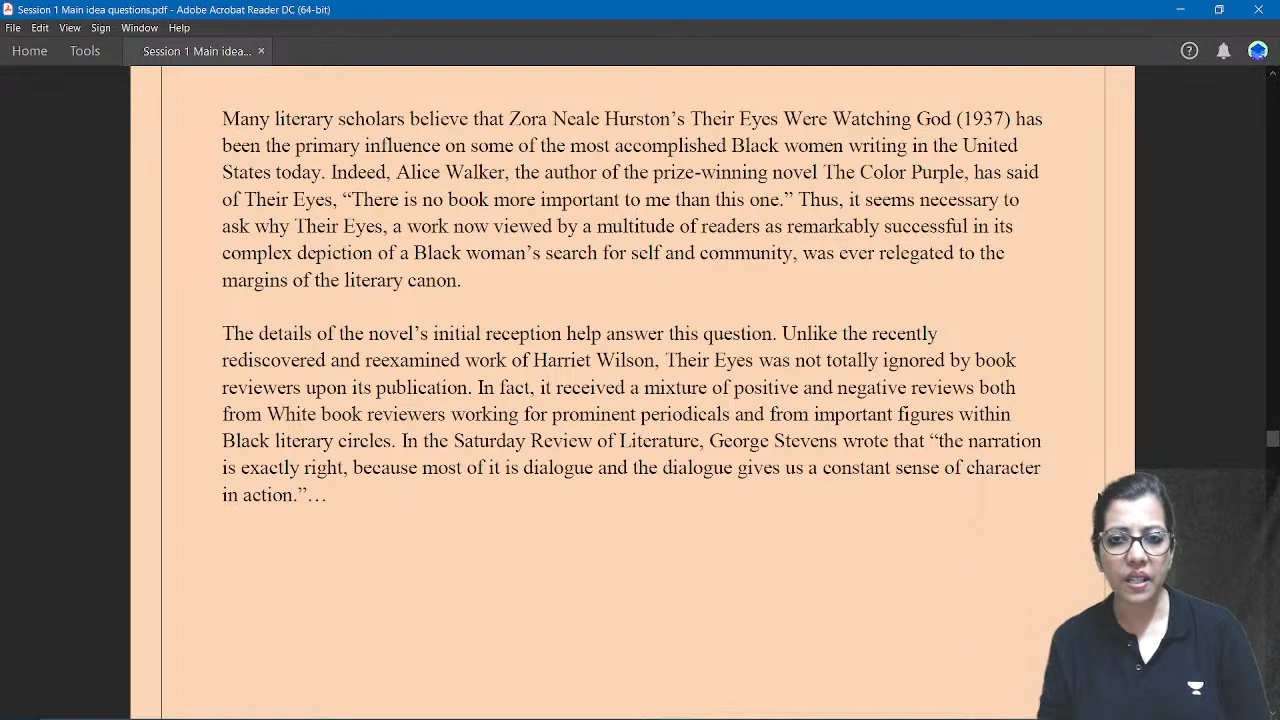 Session 1 Main idea questions.pdf - Adobe Acrobat Reader DC (64-bit)
File Edit View Sign Window Help
Home Tools Session 1 Main idea... ×
Many literary scholars believe that Zora Neale Hurston’s Their Eyes Were Watching God (1937) has
been the primary influence on some of the most accomplished Black women writing in the United
States today. Indeed, Alice Walker, the author of the prize-winning novel The Color Purple, has said
of Their Eyes, “There is no book more important to me than this one.” Thus, it seems necessary to
ask why Their Eyes, a work now viewed by a multitude of readers as remarkably successful in its
complex depiction of a Black woman’s search for self and community, was ever relegated to the
margins of the literary canon.
The details of the novel’s initial reception help answer this question. Unlike the recently
rediscovered and reexamined work of Harriet Wilson, Their Eyes was not totally ignored by book
reviewers upon its publication. In fact, it received a mixture of positive and negative reviews both
from White book reviewers working for prominent periodicals and from important figures within
Black literary circles. In the Saturday Review of Literature, George Stevens wrote that “the narration
is exactly right, because most of it is dialogue and the dialogue gives us a constant sense of character
in action.”…